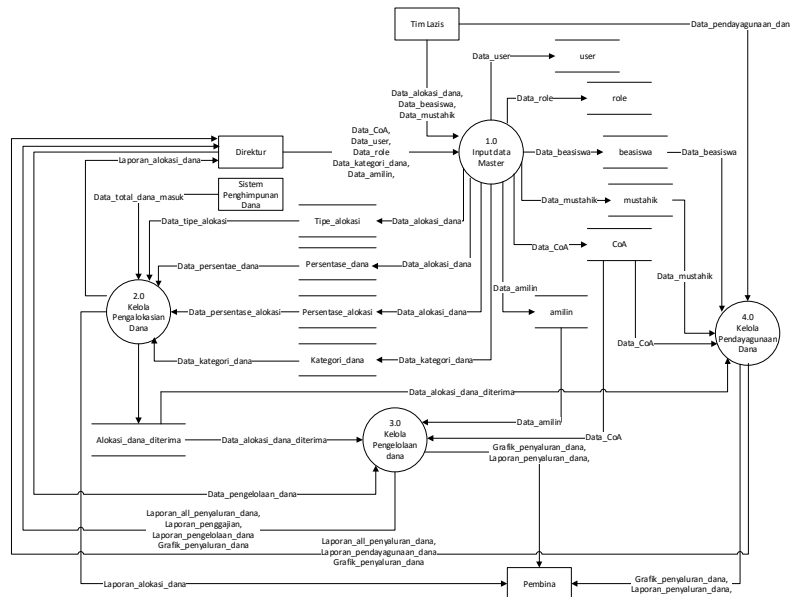 Tim Lazis
Data_pendayagunaan_dan
Data_user
user
Data_alokasi_dana,
Data_beasiswa,
Data_mustahik
Data_role
role
Direktur
Data_CoA,
Data_user,
Data_role
Data_kategori_dana,
Data_amilin,
1.0
Input data
Master
Data_beasiswa
beasiswa
Data_beasiswa
Laporan_alokasi_dana
Sistem
Penghimpunan
Dana
Data_total_dana_masuk
Data_mustahik
mustahik
Data_tipe_alokasi
Tipe_alokasi
Data_alokasi_dana
Data_CoA
CoA
Data_persentae_dana
Persentase_dana
Data_alokasi_dana
Data_mustahik
Data_amilin
2.0
Kelola
Pengalokasian
Dana
Data_persentase_alokasi
Persentase_alokasi
Data_alokasi_dana
amilin
4.0
Kelola
Pendayagunaan
Dana
Data_CoA
Data_kategori_dana
Kategori_dana
Data_kategori_dana
Data_alokasi_dana_diterima
Alokasi_dana_diterima
Data_alokasi_dana_diterima
3.0
Kelola
Pengelolaan
dana
Data_amilin
Data_CoA
Grafik_penyaluran_dana,
Laporan_penyaluran_dana,
Data_pengelolaan_dana
Laporan_all_penyaluran_dana,
Laporan_penggajian,
Laporan_pengelolaan_dana
Grafik_penyaluran_dana
Laporan_all_penyaluran_dana,
Laporan_pendayagunaan_dana
Grafik_penyaluran_dana
Laporan_alokasi_dana
Pembina
Grafik_penyaluran_dana,
Laporan_penyaluran_dana,